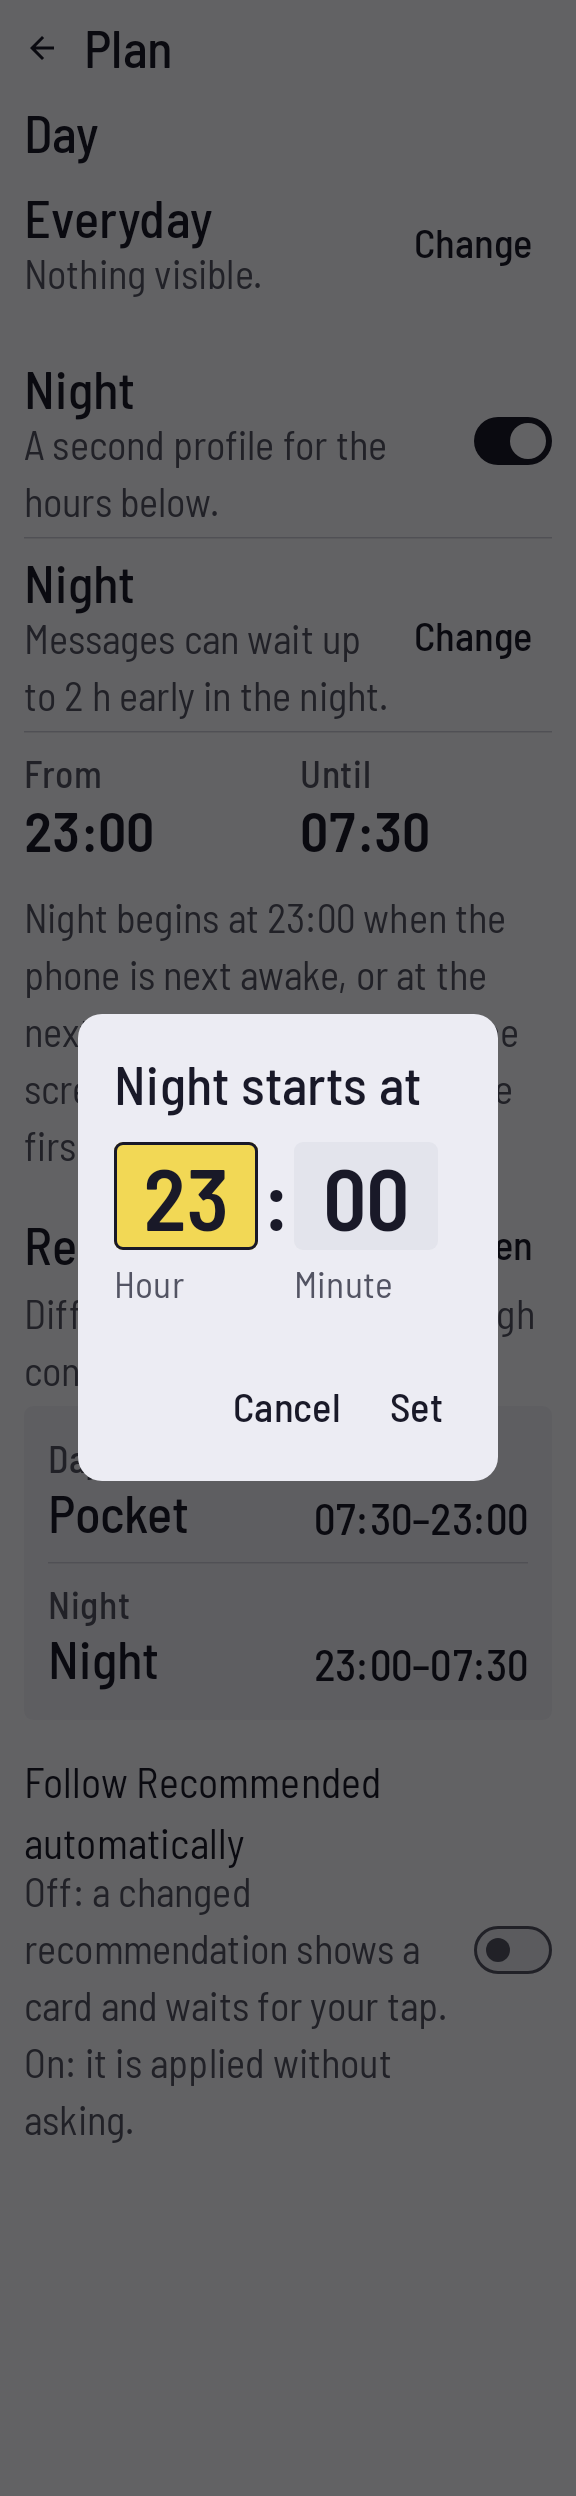 Plan
Day
Everyday
Nothing visible.
Change
Night
A second profile for the
hours below.
Night
Messages can wait up
to 2 h early in the night.
Change
From
Until
23:00
07:30
Night begins at 23:00 when the
phone is next awake, or at the
Night starts at
23 : 00
Hour
Minute
Cancel
Set
Pocket
07:30–23:00
Night
Night
23:00–07:30
Follow Recommended
automatically
Off: a changed
recommendation shows a
card and waits for your tap.
On: it is applied without
asking.